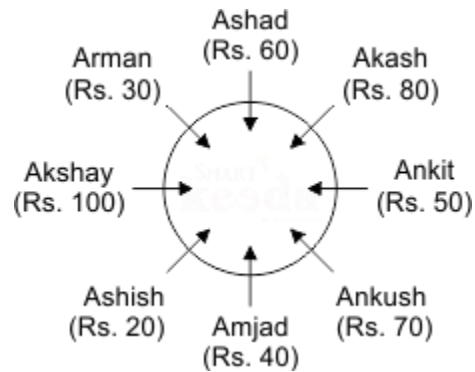 Ashad
(Rs. 60)
Arman
(Rs. 30)
Akash
(Rs. 80)
Akshay
(Rs. 100)
Ankit
(Rs. 50)
Ashish
(Rs. 20)
Amjad
(Rs. 40)
Ankush
(Rs. 70)